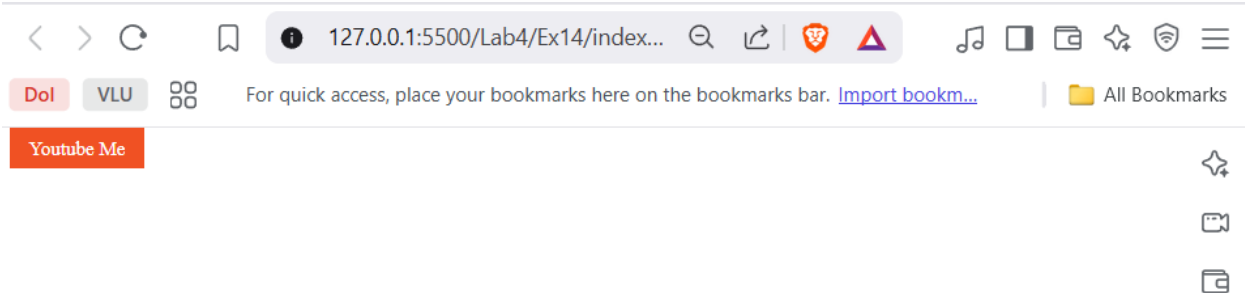 127.0.0.1:5500/Lab4/Ex14/index...
DoI VLU For quick access, place your bookmarks here on the bookmarks bar. Import bookm... All Bookmarks
Youtube Me